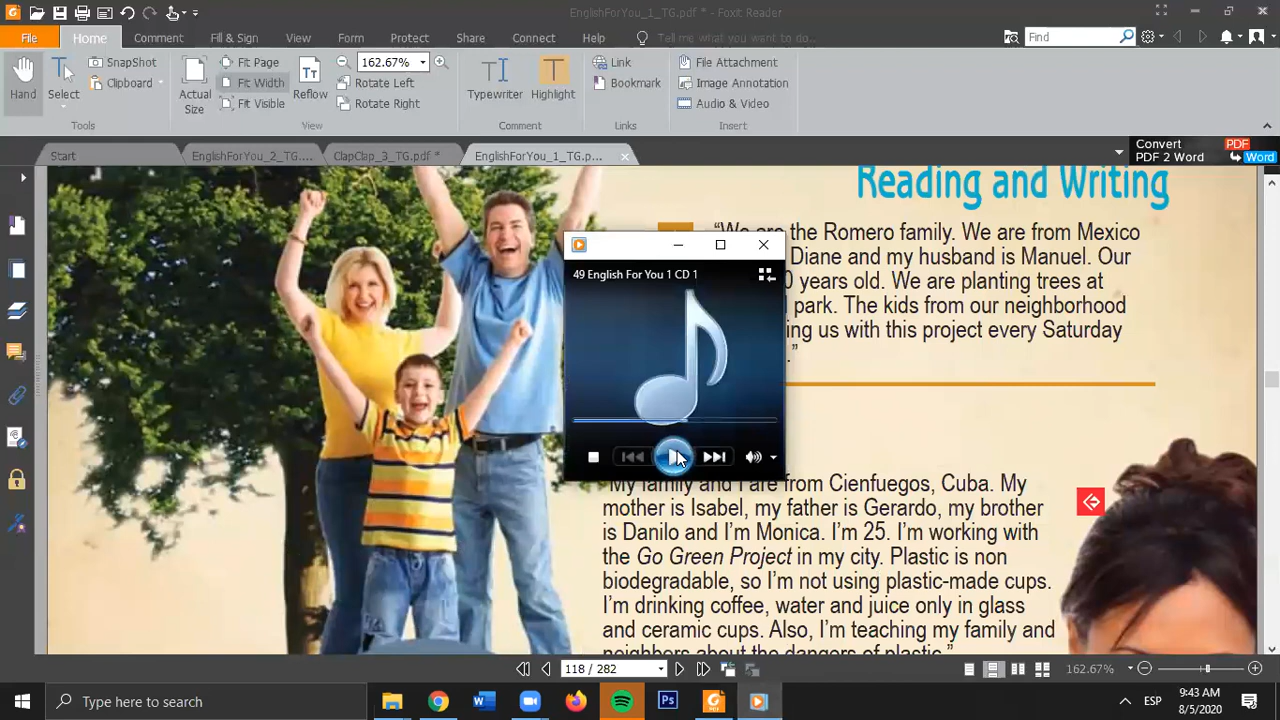 EnglishForYou_1_TG.pdf * - Foxit Reader
File Home Comment Fill & Sign View Form Protect Share Connect Help Tell me what you want to do... Find
Hand
Select
SnapShot
Clipboard
Tools
Actual Size
Fit Page
Fit Width
Fit Visible
Reflow
162.67%
Rotate Left
Rotate Right
View
Typewriter
Highlight
Comment
Link
Bookmark
Links
File Attachment
Image Annotation
Audio & Video
Insert
Start EnglishForYou_2_TG.... ClapClap_3_TG.pdf * EnglishForYou_1_TG.p...
Convert PDF
PDF 2 Word Word
Reading and Writing
“We are the Romero family. We are from Mexico
Diane and my husband is Manuel. Our
0 years old. We are planting trees at
park. The kids from our neighborhood
ing us with this project every Saturday
.”
49 English For You 1 CD 1
My family and I are from Cienfuegos, Cuba. My
mother is Isabel, my father is Gerardo, my brother
is Danilo and I’m Monica. I’m 25. I’m working with
the Go Green Project in my city. Plastic is non
biodegradable, so I’m not using plastic-made cups.
I’m drinking coffee, water and juice only in glass
and ceramic cups. Also, I’m teaching my family and
neighbors about the dangers of plastic.”
118 / 282
162.67%
Type here to search
Ps
ESP
9:43 AM
8/5/2020